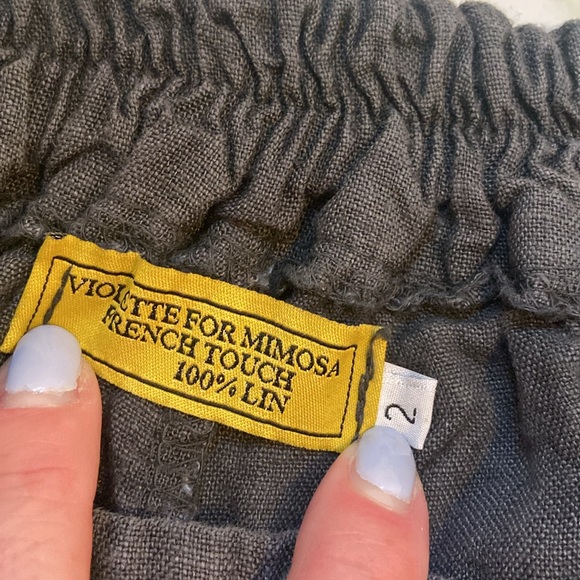 VIOLETTE FOR MIMOSA
FRENCH TOUCH
100% LIN
2